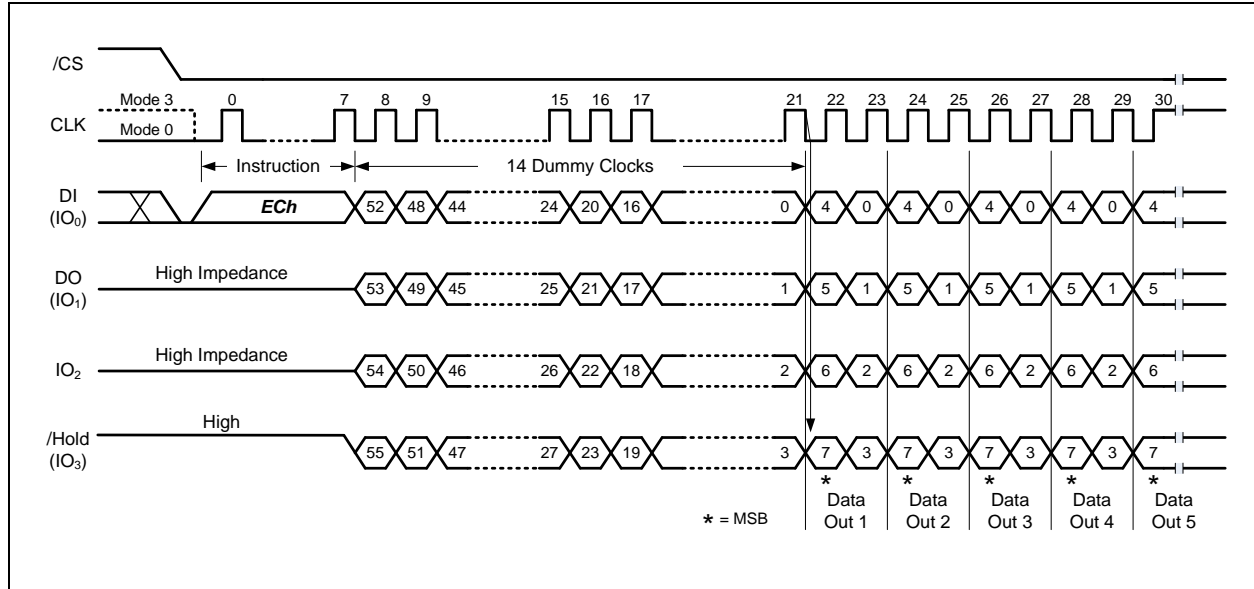 /CS
Mode 3
0 7 8 9 15 16 17 21 22 23 24 25 26 27 28 29 30
CLK
Mode 0
Instruction
14 Dummy Clocks
DI
(IO0)
ECh
52 48 44 24 20 16 0 4 0 4 0 4 0 4 0 4
High Impedance
DO
(IO1)
53 49 45 25 21 17 1 5 1 5 1 5 1 5 1 5
High Impedance
IO2
54 50 46 26 22 18 2 6 2 6 2 6 2 6 2 6
High
/Hold
(IO3)
55 51 47 27 23 19 3 7 3 7 3 7 3 7 3 7
* * * * *
* = MSB
Data Out 1
Data Out 2
Data Out 3
Data Out 4
Data Out 5